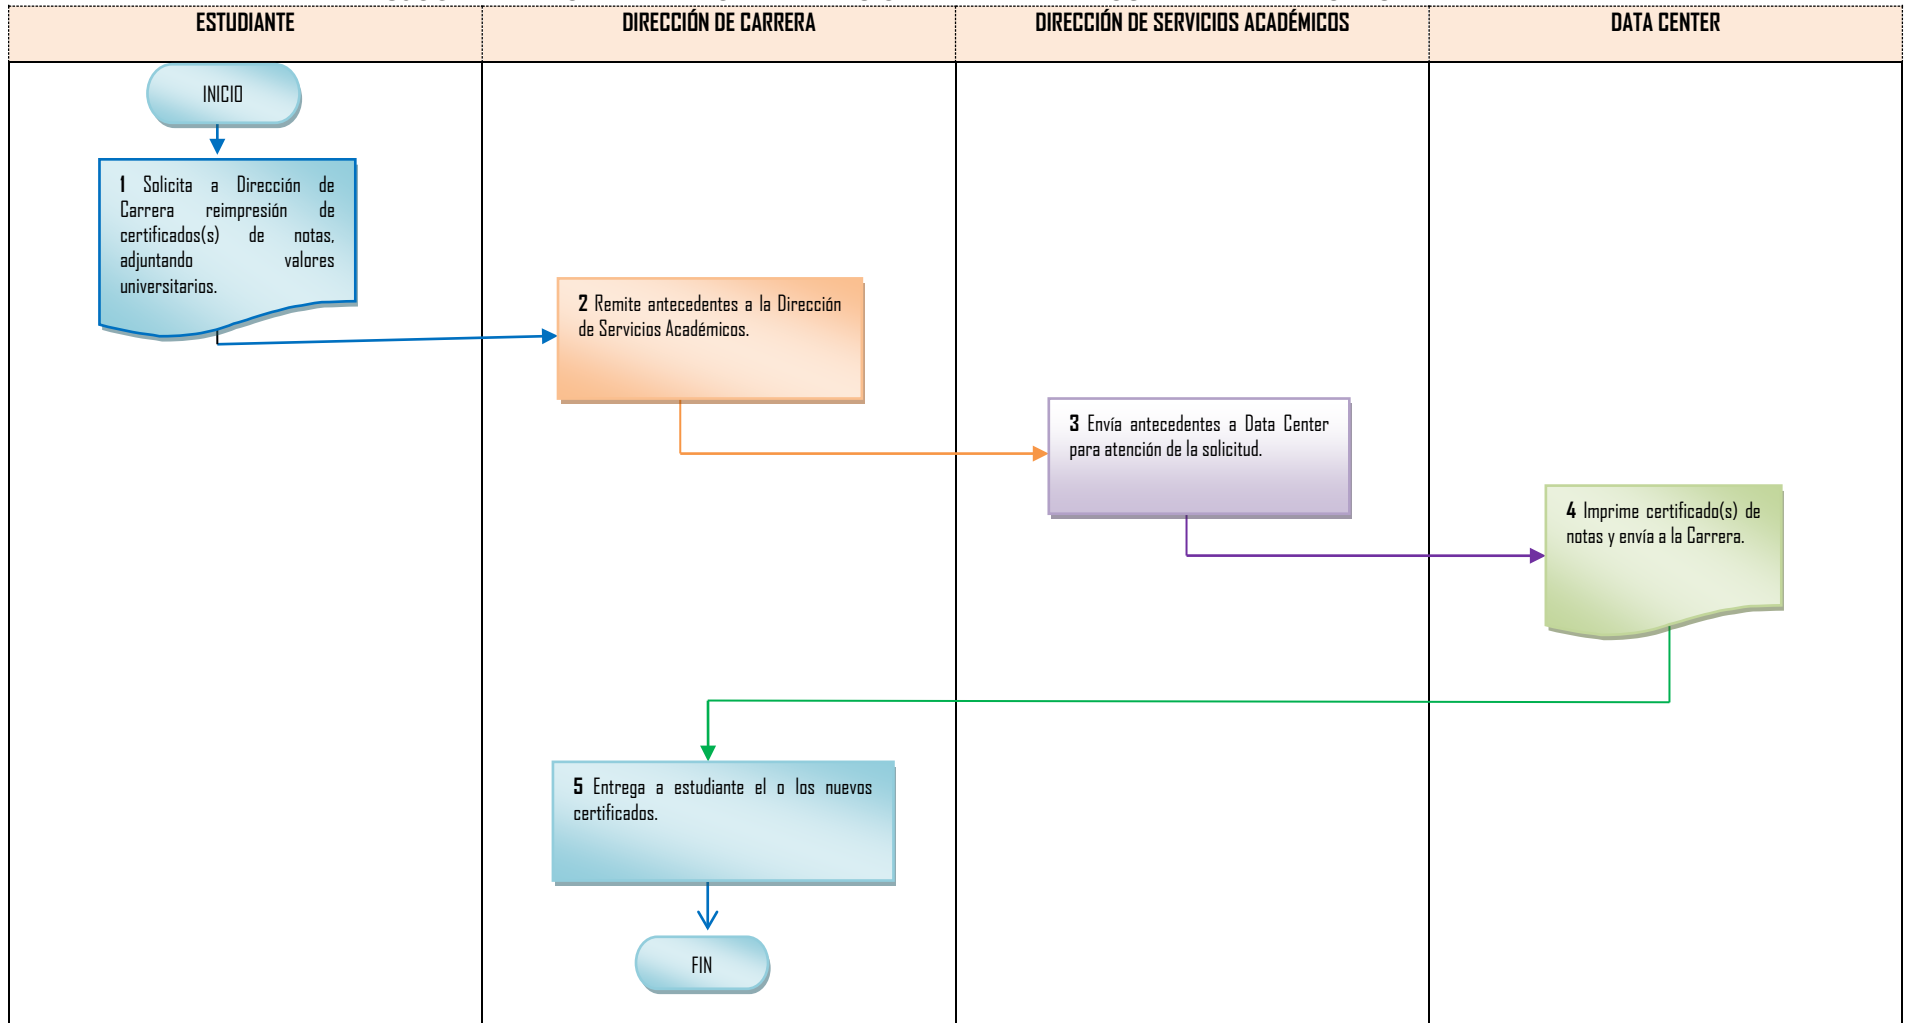 ESTUDIANTE
DIRECCIÓN DE CARRERA
DIRECCIÓN DE SERVICIOS ACADÉMICOS
DATA CENTER
INICIO
1 Solicita a Dirección de
Carrera reimpresión de
certificados(s) de notas,
adjuntando valores
universitarios.
2 Remite antecedentes a la Dirección
de Servicios Académicos.
3 Envía antecedentes a Data Center
para atención de la solicitud.
4 Imprime certificado(s) de
notas y envía a la Carrera.
5 Entrega a estudiante el o los nuevos
certificados.
FIN